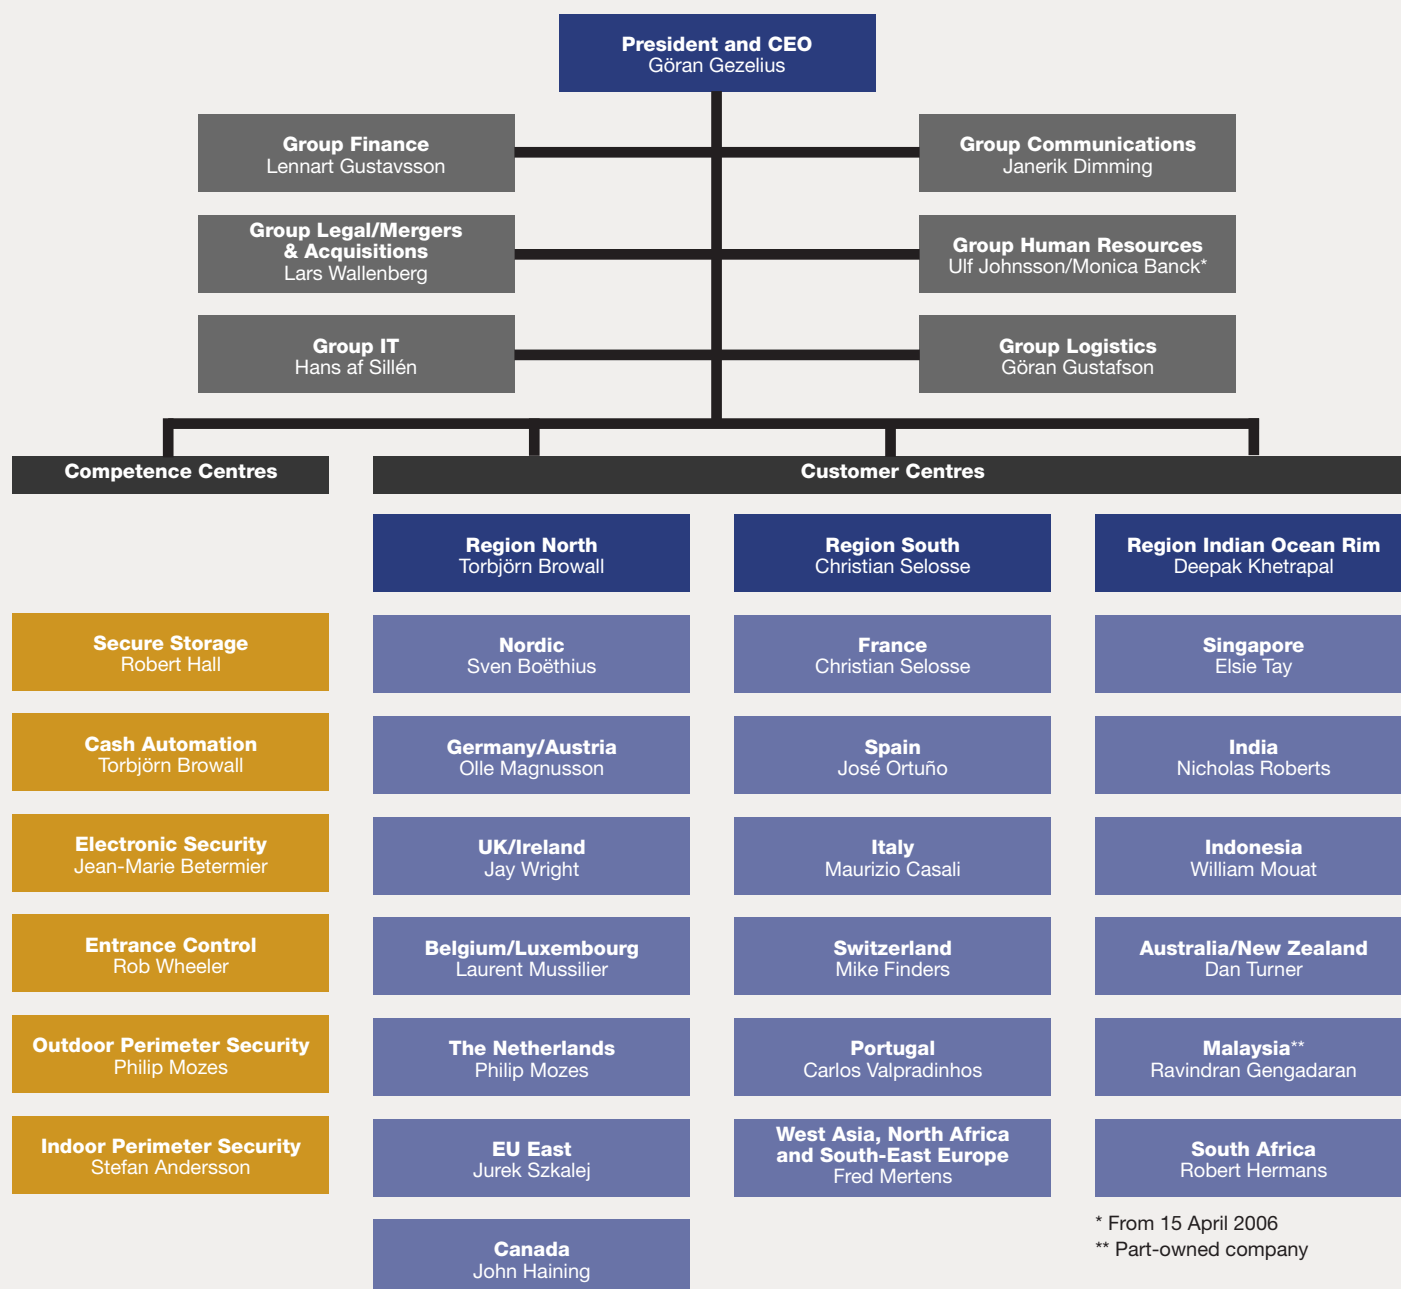 President and CEO
Göran Gezelius
Group Finance
Lennart Gustavsson
Group Communications
Janerik Dimming
Group Legal/Mergers
& Acquisitions
Lars Wallenberg
Group Human Resources
Ulf Johnsson/Monica Banck*
Group IT
Hans af Sillén
Group Logistics
Göran Gustafson
Competence Centres
Customer Centres
Region North
Torbjörn Browall
Region South
Christian Selosse
Region Indian Ocean Rim
Deepak Khetrapal
Secure Storage
Robert Hall
Nordic
Sven Boëthius
France
Christian Selosse
Singapore
Elsie Tay
Cash Automation
Torbjörn Browall
Germany/Austria
Olle Magnusson
Spain
José Ortuño
India
Nicholas Roberts
Electronic Security
Jean-Marie Betermier
UK/Ireland
Jay Wright
Italy
Maurizio Casali
Indonesia
William Mouat
Entrance Control
Rob Wheeler
Belgium/Luxembourg
Laurent Mussilier
Switzerland
Mike Finders
Australia/New Zealand
Dan Turner
Outdoor Perimeter Security
Philip Mozes
The Netherlands
Philip Mozes
Portugal
Carlos Valpradinhos
Malaysia**
Ravindran Gengadaran
Indoor Perimeter Security
Stefan Andersson
EU East
Jurek Szkalej
West Asia, North Africa
and South-East Europe
Fred Mertens
South Africa
Robert Hermans
Canada
John Haining
* From 15 April 2006
** Part-owned company